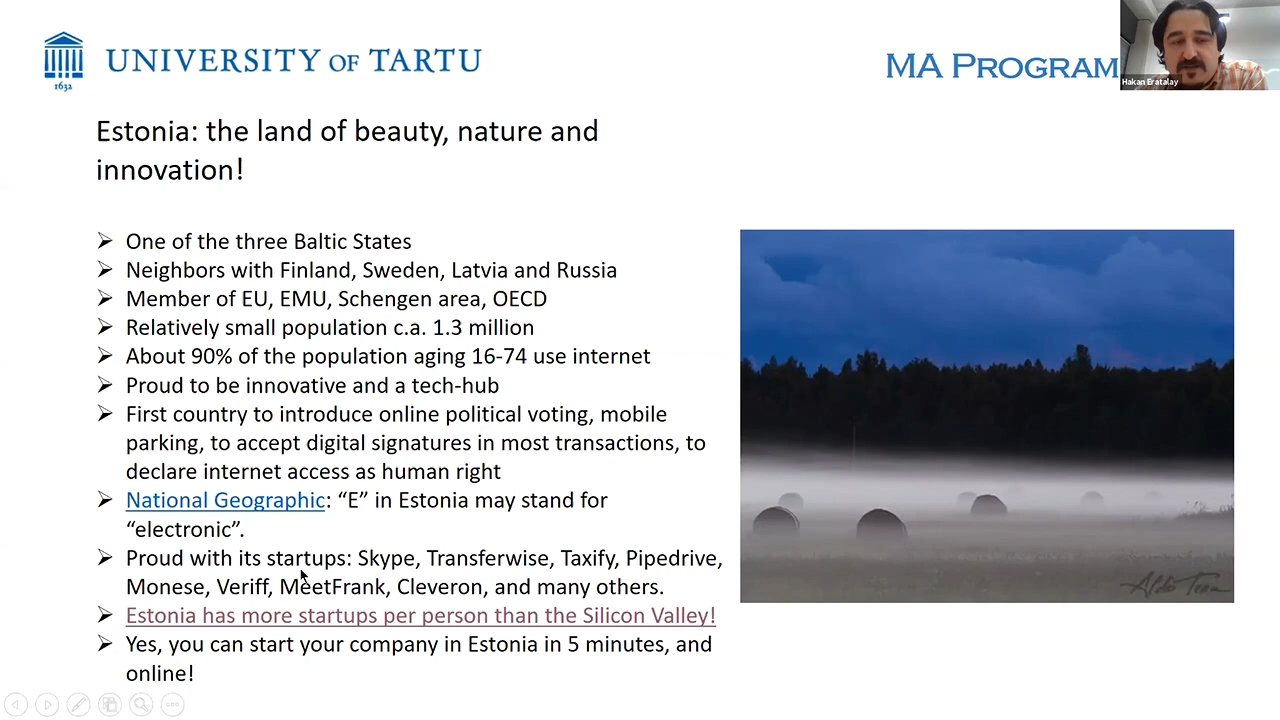 UNIVERSITY OF TARTU
1632
MA PROGRAM
Hakan Eratalay
Estonia: the land of beauty, nature and
innovation!
One of the three Baltic States
Neighbors with Finland, Sweden, Latvia and Russia
Member of EU, EMU, Schengen area, OECD
Relatively small population c.a. 1.3 million
About 90% of the population aging 16-74 use internet
Proud to be innovative and a tech-hub
First country to introduce online political voting, mobile
parking, to accept digital signatures in most transactions, to
declare internet access as human right
National Geographic: “E” in Estonia may stand for
“electronic”.
Proud with its startups: Skype, Transferwise, Taxify, Pipedrive,
Monese, Veriff, MeetFrank, Cleveron, and many others.
Estonia has more startups per person than the Silicon Valley!
Yes, you can start your company in Estonia in 5 minutes, and
online!